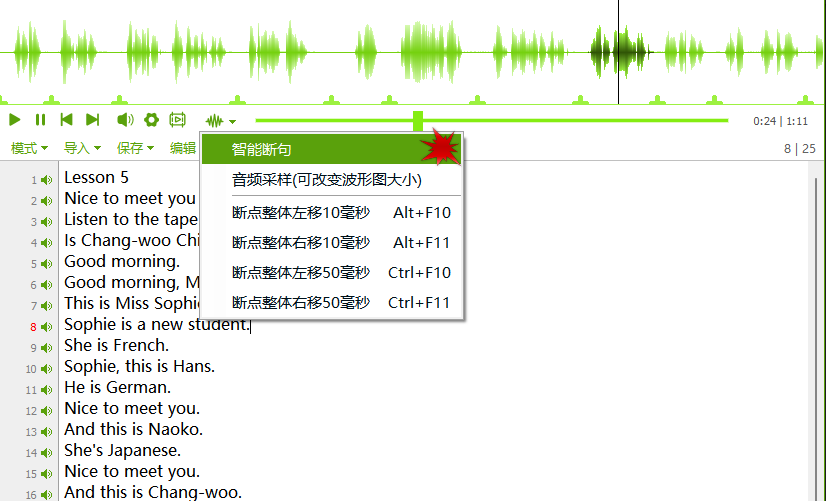 0:24 | 1:11
模式 导入 保存 编辑 8 | 25
智能断句
音频采样(可改变波形图大小)
断点整体左移10毫秒 Alt+F10
断点整体右移10毫秒 Alt+F11
断点整体左移50毫秒 Ctrl+F10
断点整体右移50毫秒 Ctrl+F11
1 Lesson 5
2 Nice to meet you
3 Listen to the tape
4 Is Chang-woo Chi
5 Good morning.
6 Good morning, M
7 This is Miss Sophi
8 Sophie is a new student.
9 She is French.
10 Sophie, this is Hans.
11 He is German.
12 Nice to meet you.
13 And this is Naoko.
14 She's Japanese.
15 Nice to meet you.
16 And this is Chang-woo.